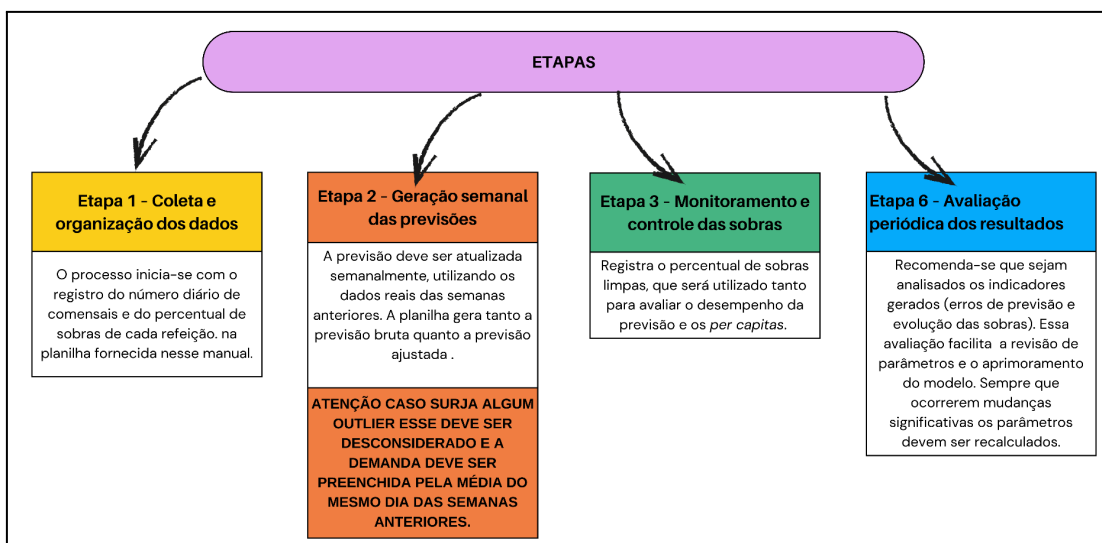 ETAPAS
Etapa 1 - Coleta e
organização dos dados
O processo inicia-se com o
registro do número diário de
comensais e do percentual de
sobras de cada refeição. na
planilha fornecida nesse manual.
Etapa 2 - Geração semanal
das previsões
A previsão deve ser atualizada
semanalmente, utilizando os
dados reais das semanas
anteriores. A planilha gera tanto a
previsão bruta quanto a previsão
ajustada .
ATENÇÃO CASO SURJA ALGUM
OUTLIER ESSE DEVE SER
DESCONSIDERADO E A
DEMANDA DEVE SER
PREENCHIDA PELA MÉDIA DO
MESMO DIA DAS SEMANAS
ANTERIORES.
Etapa 3 - Monitoramento e
controle das sobras
Registra o percentual de sobras
limpas, que será utilizado tanto
para avaliar o desempenho da
previsão e os per capitas.
Etapa 6 - Avaliação
periódica dos resultados
Recomenda-se que sejam
analisados os indicadores
gerados (erros de previsão e
evolução das sobras). Essa
avaliação facilita  a revisão de
parâmetros e o aprimoramento
do modelo. Sempre que
ocorrerem mudanças
significativas os parâmetros
devem ser recalculados.